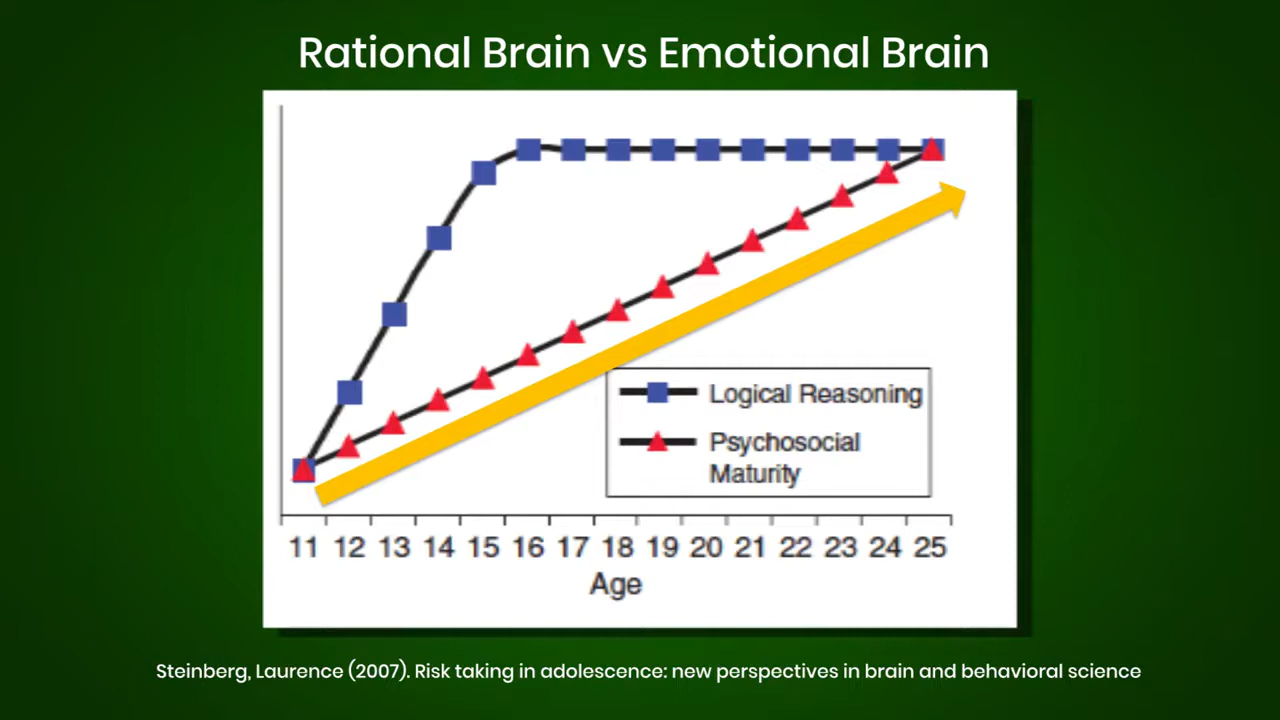 Rational Brain vs Emotional Brain
Logical Reasoning
Psychosocial
Maturity
11 12 13 14 15 16 17 18 19 20 21 22 23 24 25
Age
Steinberg, Laurence (2007). Risk taking in adolescence: new perspectives in brain and behavioral science